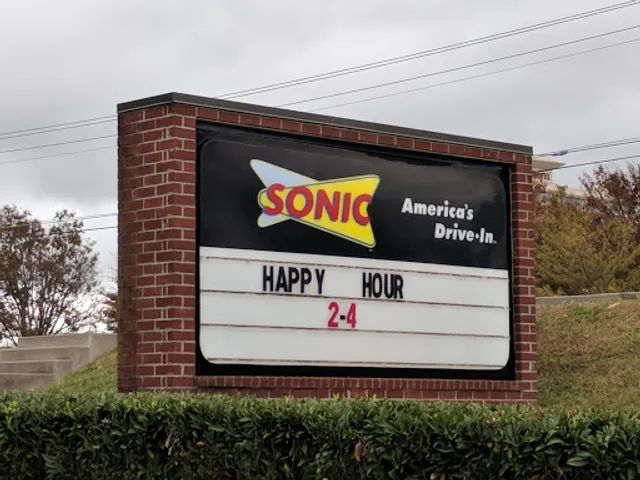 SONIC
America's
Drive-In
HAPPY HOUR
2-4